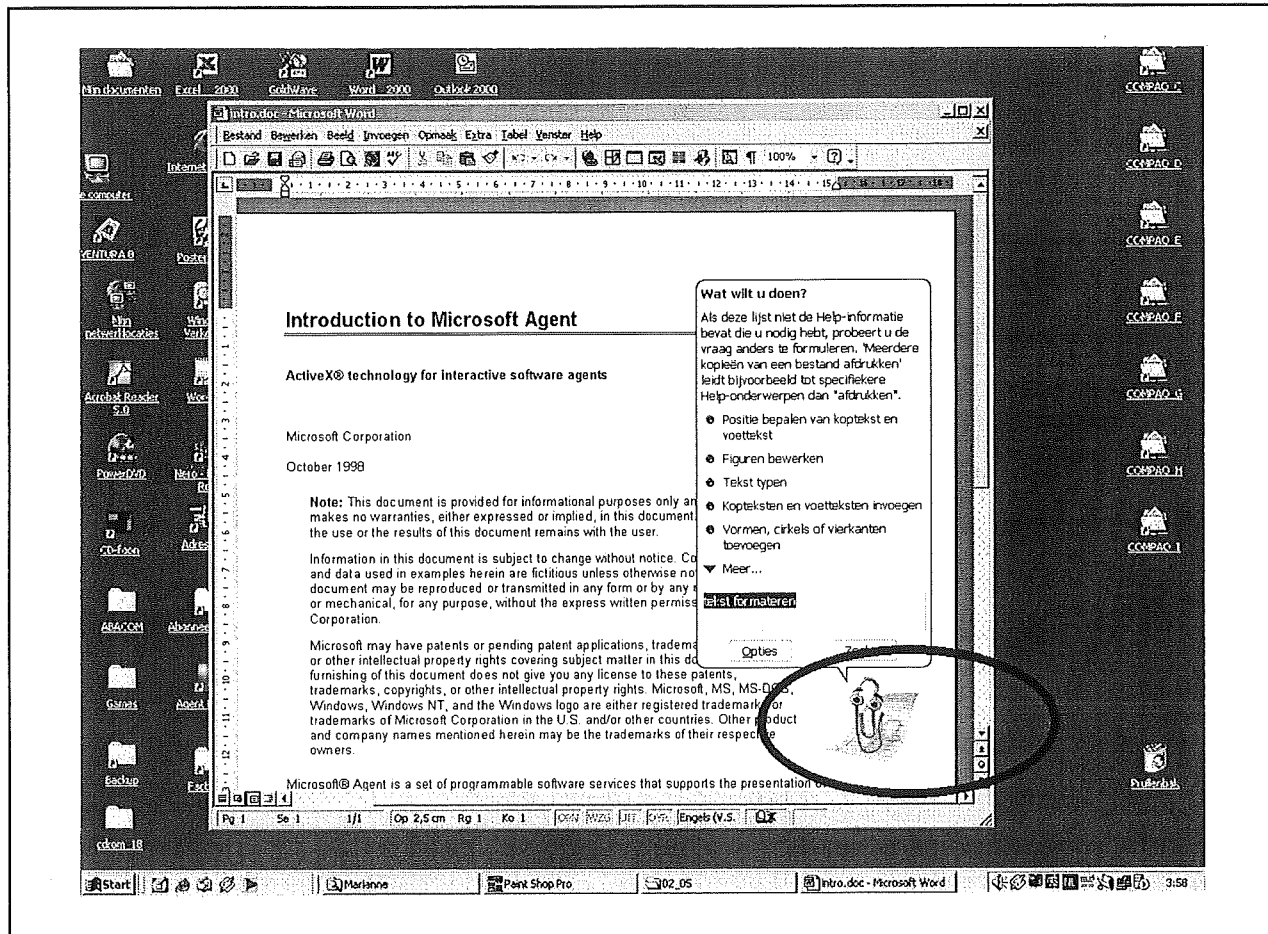 Mijn documenten Excel 2000 GoldWave Word 2000 Outlook 2000
COMPAQ C
intro.doc - Microsoft Word
Bestand Bewerken Beeld Invoegen Opmaak Extra Tabel Venster Help
100%
Internet
COMPAQ D
computer
VENTURA 8
Poster
COMPAQ E
Mijn netwerklocaties
COMPAQ F
Acrobat Reader 5.0
COMPAQ G
PowerDVD
Nero -
COMPAQ H
CD-foon
Adres
COMPAQ I
ABACOM
Abonnee
Games
Agent
Backup
cdrom_18
Prullenbak
Introduction to Microsoft Agent
ActiveX® technology for interactive software agents
Microsoft Corporation
October 1998
Note: This document is provided for informational purposes only an
makes no warranties, either expressed or implied, in this document.
the use or the results of this document remains with the user.
Information in this document is subject to change without notice. Co
and data used in examples herein are fictitious unless otherwise no
document may be reproduced or transmitted in any form or by any
or mechanical, for any purpose, without the express written permiss
Corporation.
Microsoft may have patents or pending patent applications, tradema
or other intellectual property rights covering subject matter in this do
furnishing of this document does not give you any license to these patents,
trademarks, copyrights, or other intellectual property rights. Microsoft, MS, MS-DOS,
Windows, Windows NT, and the Windows logo are either registered trademarks or
trademarks of Microsoft Corporation in the U.S. and/or other countries. Other product
and company names mentioned herein may be the trademarks of their respective
owners.
Microsoft® Agent is a set of programmable software services that supports the presentation
Wat wilt u doen?
Als deze lijst niet de Help-informatie
bevat die u nodig hebt, probeert u de
vraag anders te formuleren. 'Meerdere
kopieën van een bestand afdrukken'
leidt bijvoorbeeld tot specifiekere
Help-onderwerpen dan "afdrukken".
Positie bepalen van koptekst en
voettekst
Figuren bewerken
Tekst typen
Kopteksten en voetteksten invoegen
Vormen, cirkels of vierkanten
toevoegen
Meer...
tekst formateren
Opties
Pg 1 Se 1 1/1 Op 2,5 cm Rg 1 Ko 1 Engels (V.S.
Start Marianne Paint Shop Pro 02_05 intro.doc - Microsoft Word 3:58